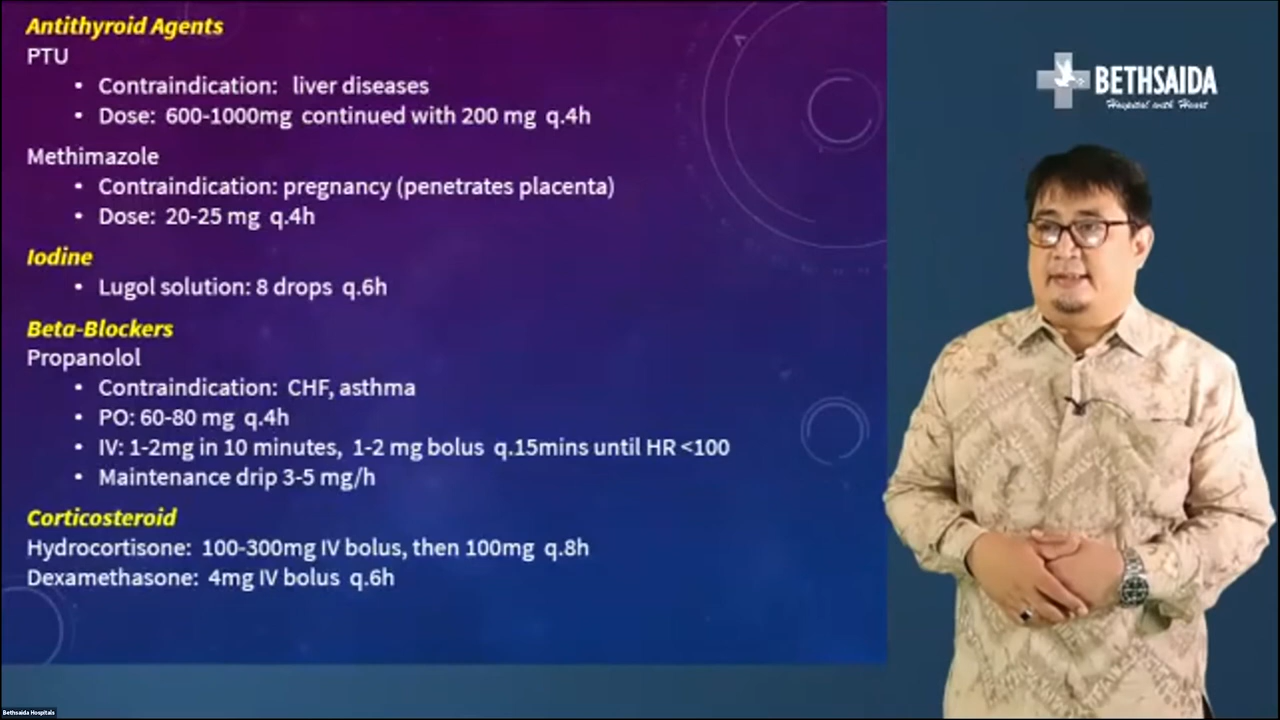 Antithyroid Agents
PTU
• Contraindication: liver diseases
• Dose: 600-1000mg continued with 200 mg q.4h
Methimazole
• Contraindication: pregnancy (penetrates placenta)
• Dose: 20-25 mg q.4h
Iodine
• Lugol solution: 8 drops q.6h
Beta-Blockers
Propanolol
• Contraindication: CHF, asthma
• PO: 60-80 mg q.4h
• IV: 1-2mg in 10 minutes, 1-2 mg bolus q.15mins until HR <100
• Maintenance drip 3-5 mg/h
Corticosteroid
Hydrocortisone: 100-300mg IV bolus, then 100mg q.8h
Dexamethasone: 4mg IV bolus q.6h
BETHSAIDA
Hospital with Heart
Bethsaida Hospitals